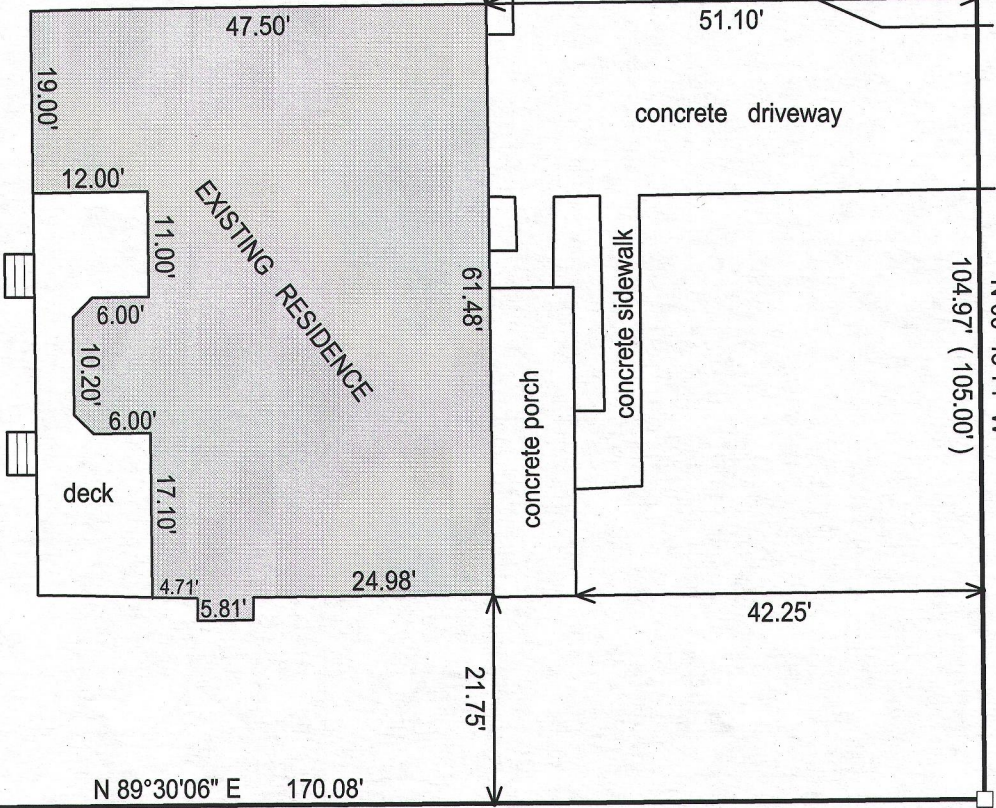 47.50'
51.10'
19.00'
concrete driveway
12.00'
EXISTING RESIDENCE
11.00'
61.48'
concrete sidewalk
104.97' ( 105.00' )
6.00'
10.20'
6.00'
concrete porch
deck
17.10'
4.71'
24.98'
5.81'
42.25'
21.75'
N 89°30'06" E 170.08'